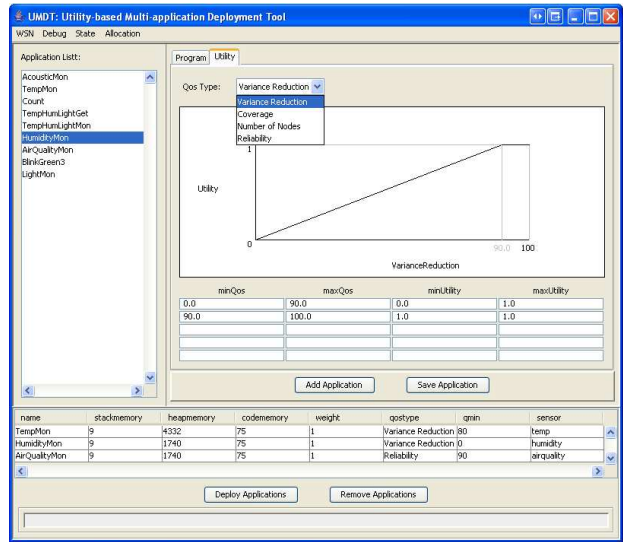 UMDT: Utility-based Multi-application Deployment Tool
WSN Debug State Allocation
Application Listt:
AcousticMon
TempMon
Count
TempHumLightGet
TempHumLightMon
HumidityMon
AirQualityMon
BlinkGreen3
LightMon
Program Utility
Qos Type: Variance Reduction
Variance Reduction
Coverage
Number of Nodes
Reliability
1
Utility
0 90.0 100
VarianceReduction
minQos maxQos minUtility maxUtility
0.0 90.0 0.0 1.0
90.0 100.0 1.0 1.0
Add Application Save Application
name stackmemory heapmemory codememory weight qostype qmin sensor
TempMon 9 4332 75 1 Variance Reduction 80 temp
HumidityMon 9 1740 75 1 Variance Reduction 0 humidity
AirQualityMon 9 1740 75 1 Reliability 90 airquality
Deploy Applications Remove Applications